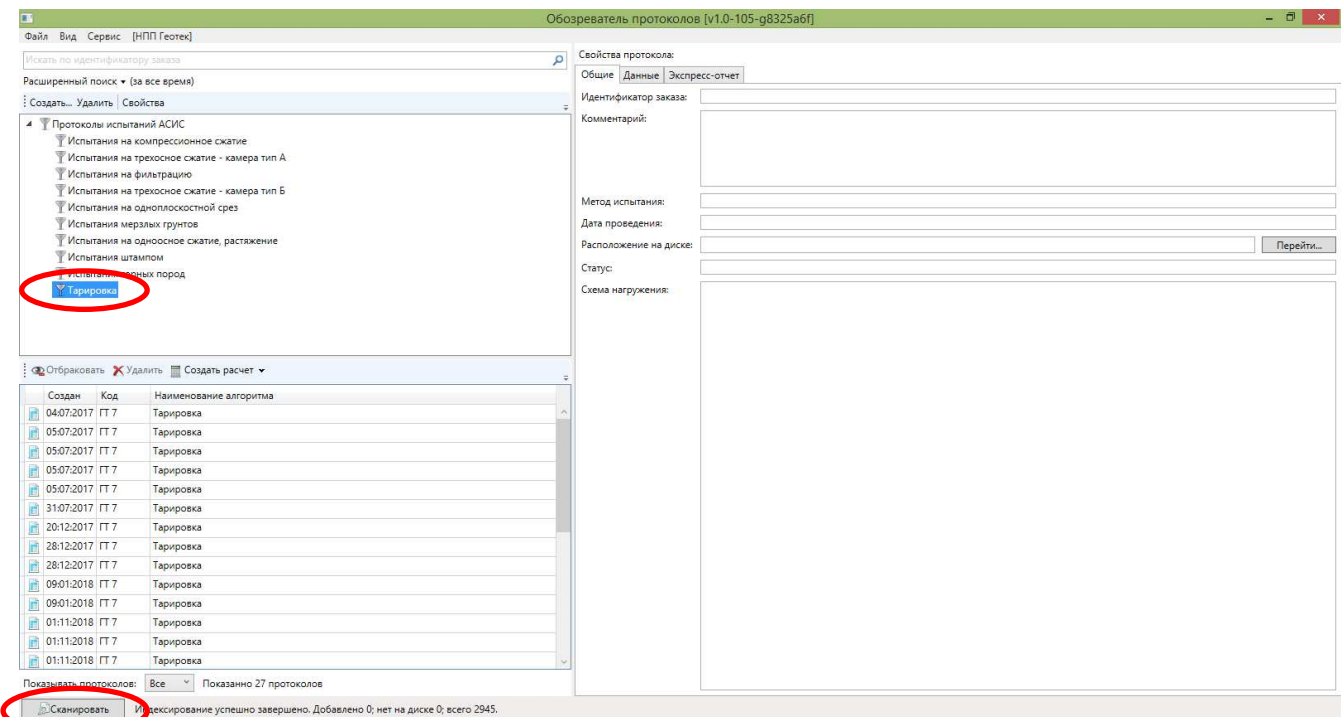 Обозреватель протоколов [v1.0-105-g8325a6f]
Файл Вид Сервис [НПП Геотек]
Искать по идентификатору заказа
Расширенный поиск (за все время)
Создать... Удалить Свойства
Протоколы испытаний АСИС
Испытания на компрессионное сжатие
Испытания на трехосное сжатие - камера тип А
Испытания на фильтрацию
Испытания на трехосное сжатие - камера тип Б
Испытания на одноплоскостной срез
Испытания мерзлых грунтов
Испытания на одноосное сжатие, растяжение
Испытания штампом
Испытания горных пород
Тарировка
Отбраковать Удалить Создать расчет
Создан Код Наименование алгоритма
04:07:2017 ГТ 7 Тарировка
05:07:2017 ГТ 7 Тарировка
05:07:2017 ГТ 7 Тарировка
05:07:2017 ГТ 7 Тарировка
05:07:2017 ГТ 7 Тарировка
31:07:2017 ГТ 7 Тарировка
20:12:2017 ГТ 7 Тарировка
28:12:2017 ГТ 7 Тарировка
28:12:2017 ГТ 7 Тарировка
09:01:2018 ГТ 7 Тарировка
09:01:2018 ГТ 7 Тарировка
01:11:2018 ГТ 7 Тарировка
01:11:2018 ГТ 7 Тарировка
01:11:2018 ГТ 7 Тарировка
Показывать протоколов: Все Показанно 27 протоколов
Сканировать Индексирование успешно завершено. Добавлено 0; нет на диске 0; всего 2945.
Свойства протокола:
Общие Данные Экспресс-отчет
Идентификатор заказа:
Комментарий:
Метод испытания:
Дата проведения:
Расположение на диске: Перейти...
Статус:
Схема нагружения: